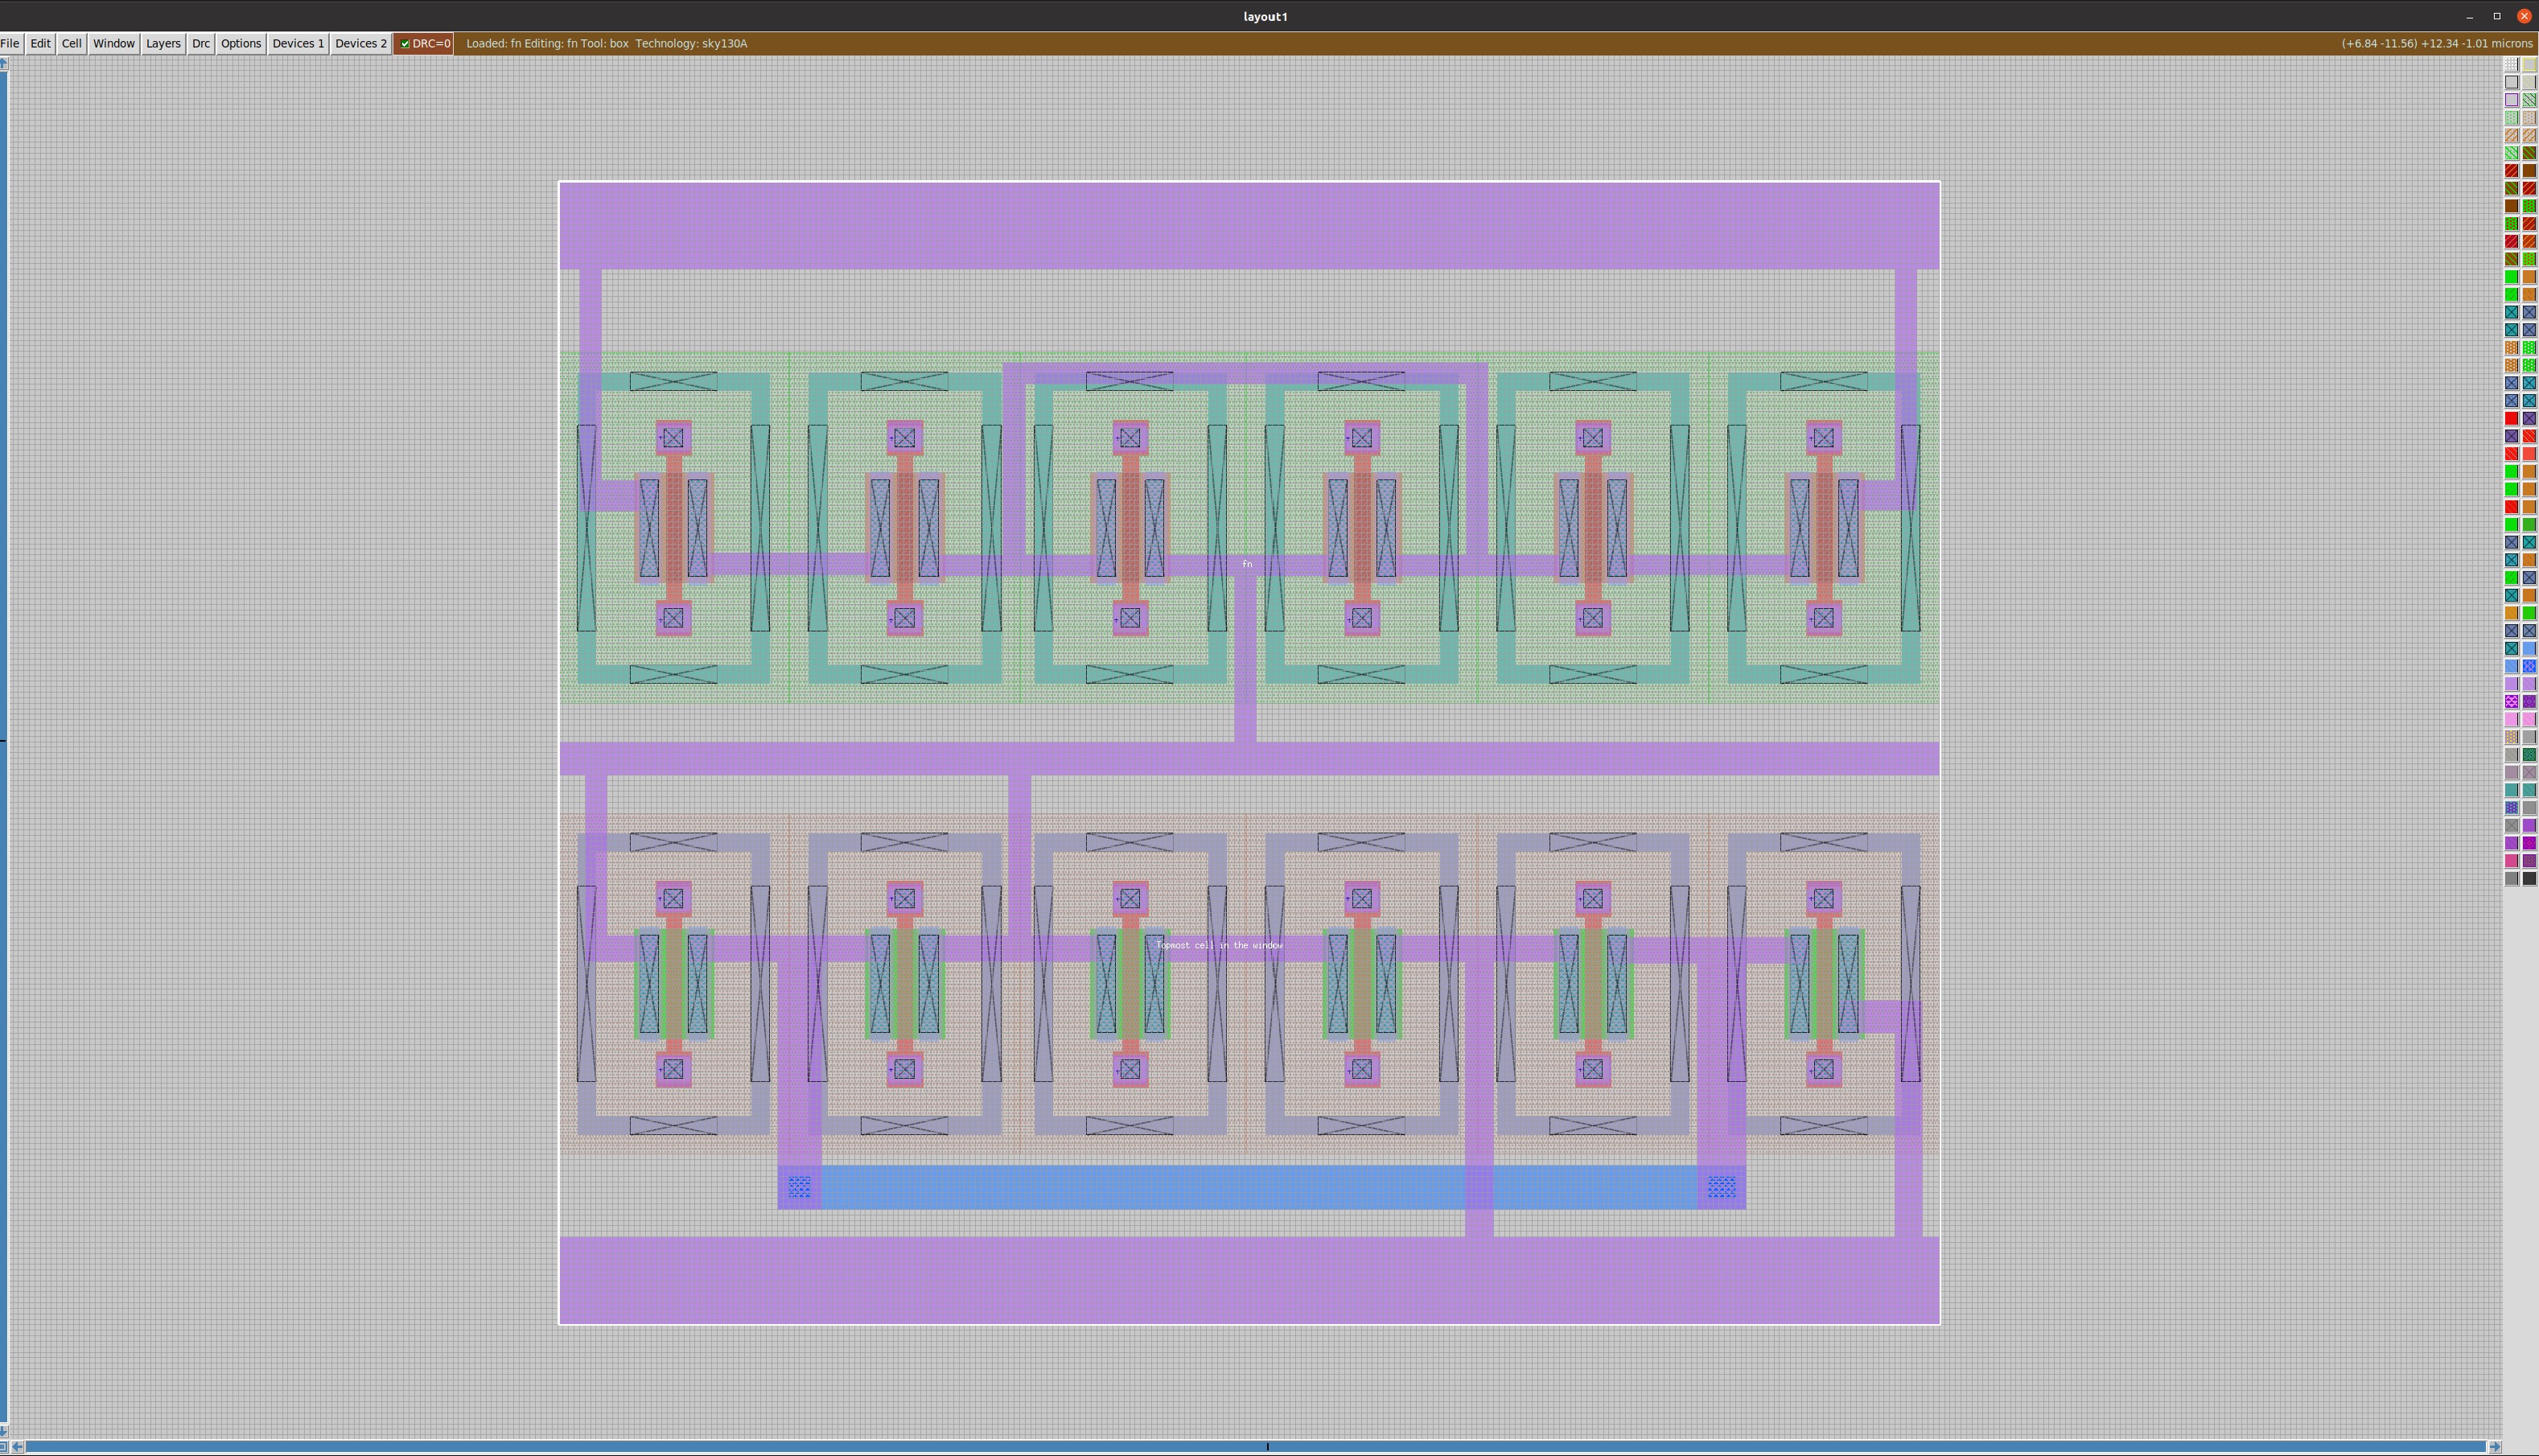 layout1
File Edit Cell Window Layers Drc Options Devices 1 Devices 2 DRC=0 Loaded: fn Editing: fn Tool: box Technology: sky130A (+6.84 -11.56) +12.34 -1.01 microns
fn
Topmost cell in the window